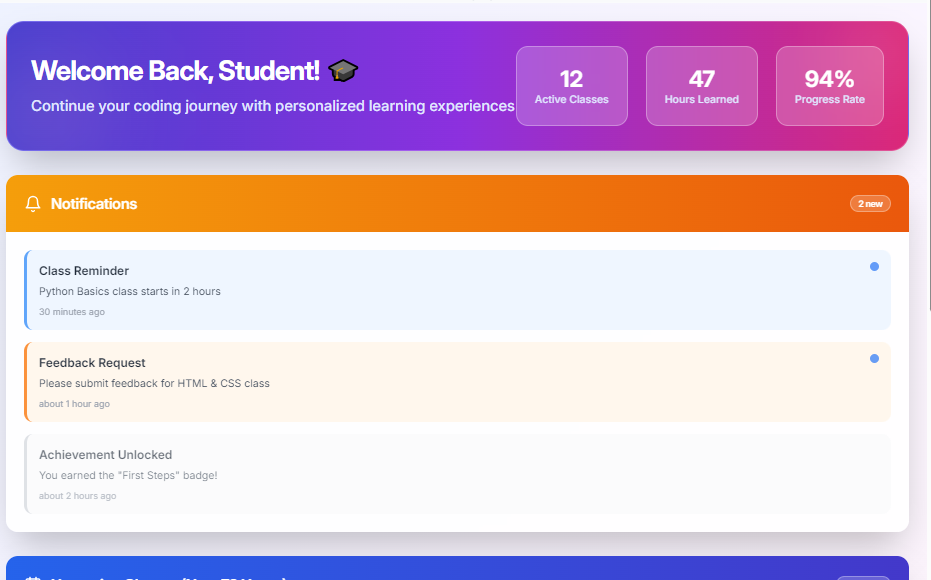 Welcome Back, Student! 🎓
Continue your coding journey with personalized learning experiences
12
Active Classes
47
Hours Learned
94%
Progress Rate
Notifications
2 new
Class Reminder
Python Basics class starts in 2 hours
30 minutes ago
Feedback Request
Please submit feedback for HTML & CSS class
about 1 hour ago
Achievement Unlocked
You earned the "First Steps" badge!
about 2 hours ago